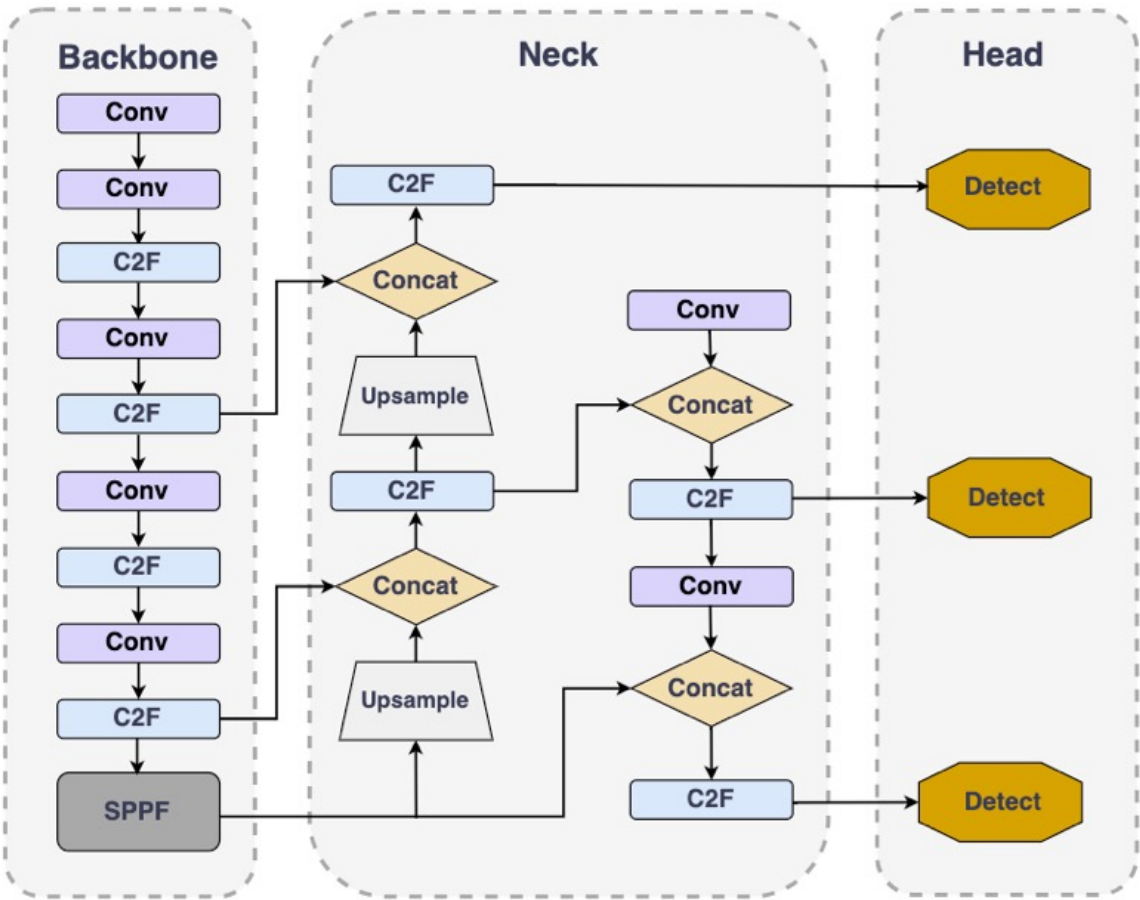 Backbone
Conv
Conv
C2F
Conv
C2F
Conv
C2F
Conv
C2F
SPPF
Neck
C2F
Concat
Upsample
C2F
Concat
Upsample
Conv
Concat
C2F
Conv
Concat
C2F
Head
Detect
Detect
Detect